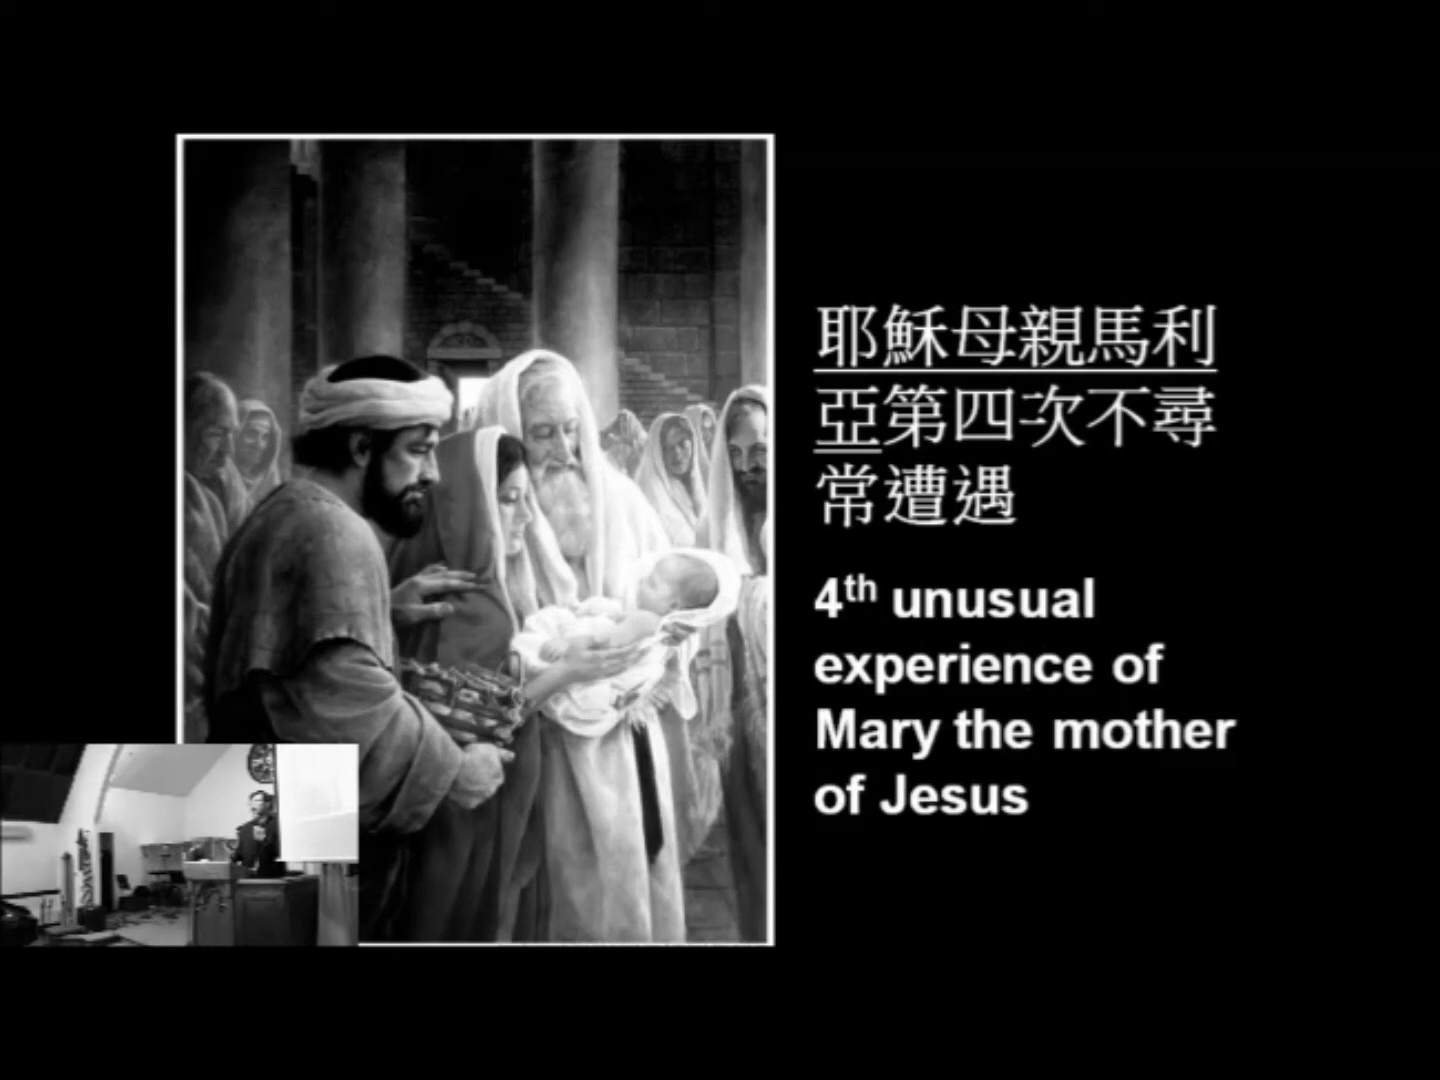 耶穌母親馬利
亞第四次不尋
常遭遇
4th unusual
experience of
Mary the mother
of Jesus